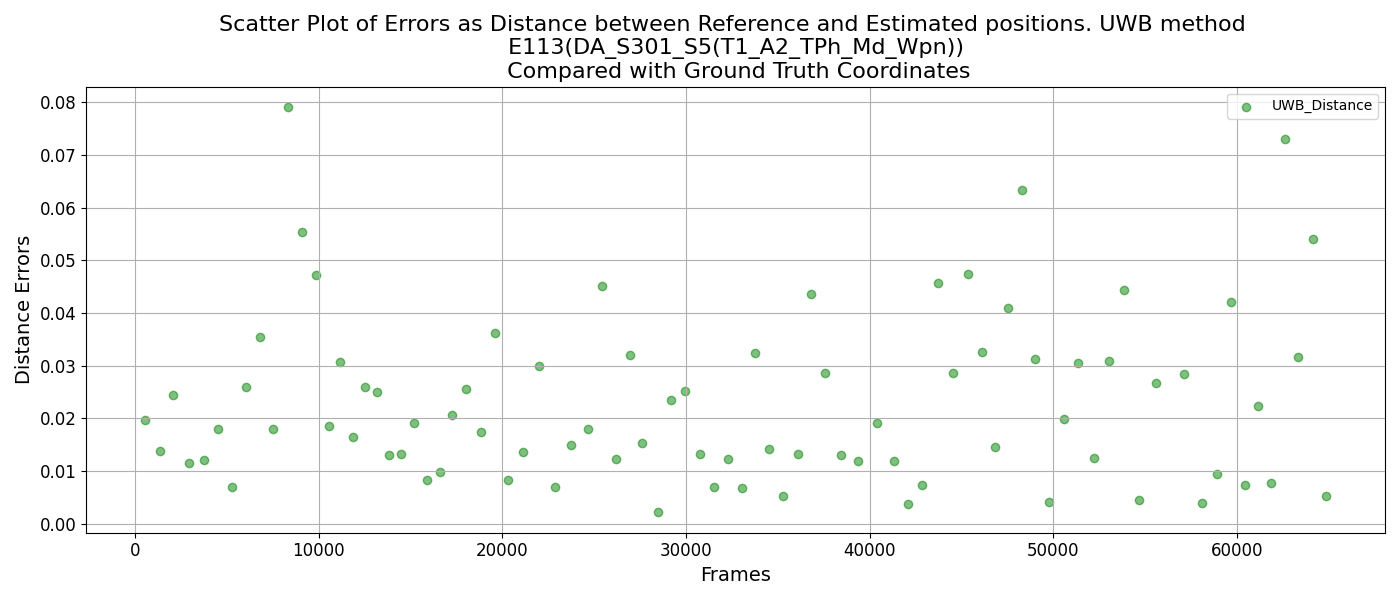 Scatter Plot of Errors as Distance between Reference and Estimated positions. UWB method
E113(DA_S301_S5(T1_A2_TPh_Md_Wpn))
Compared with Ground Truth Coordinates
UWB_Distance
Distance Errors
0.08
0.07
0.06
0.05
0.04
0.03
0.02
0.01
0.00
0 10000 20000 30000 40000 50000 60000
Frames